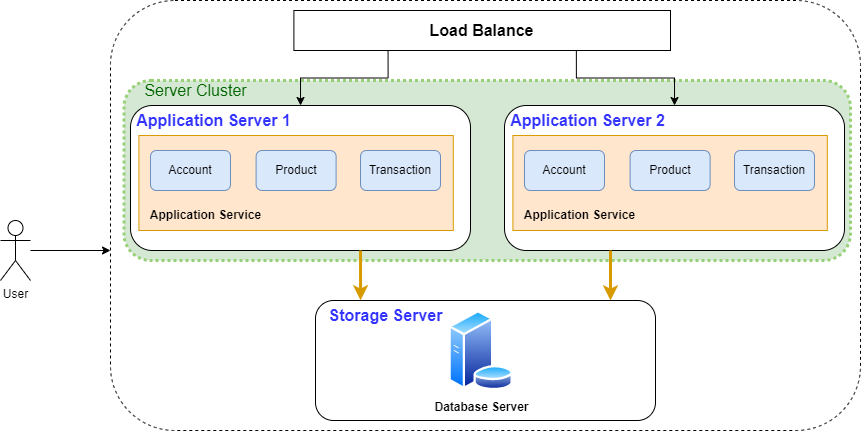 Load Balance
Server Cluster
Application Server 1
Account
Product
Transaction
Application Service
Application Server 2
Account
Product
Transaction
Application Service
User
Storage Server
Database Server